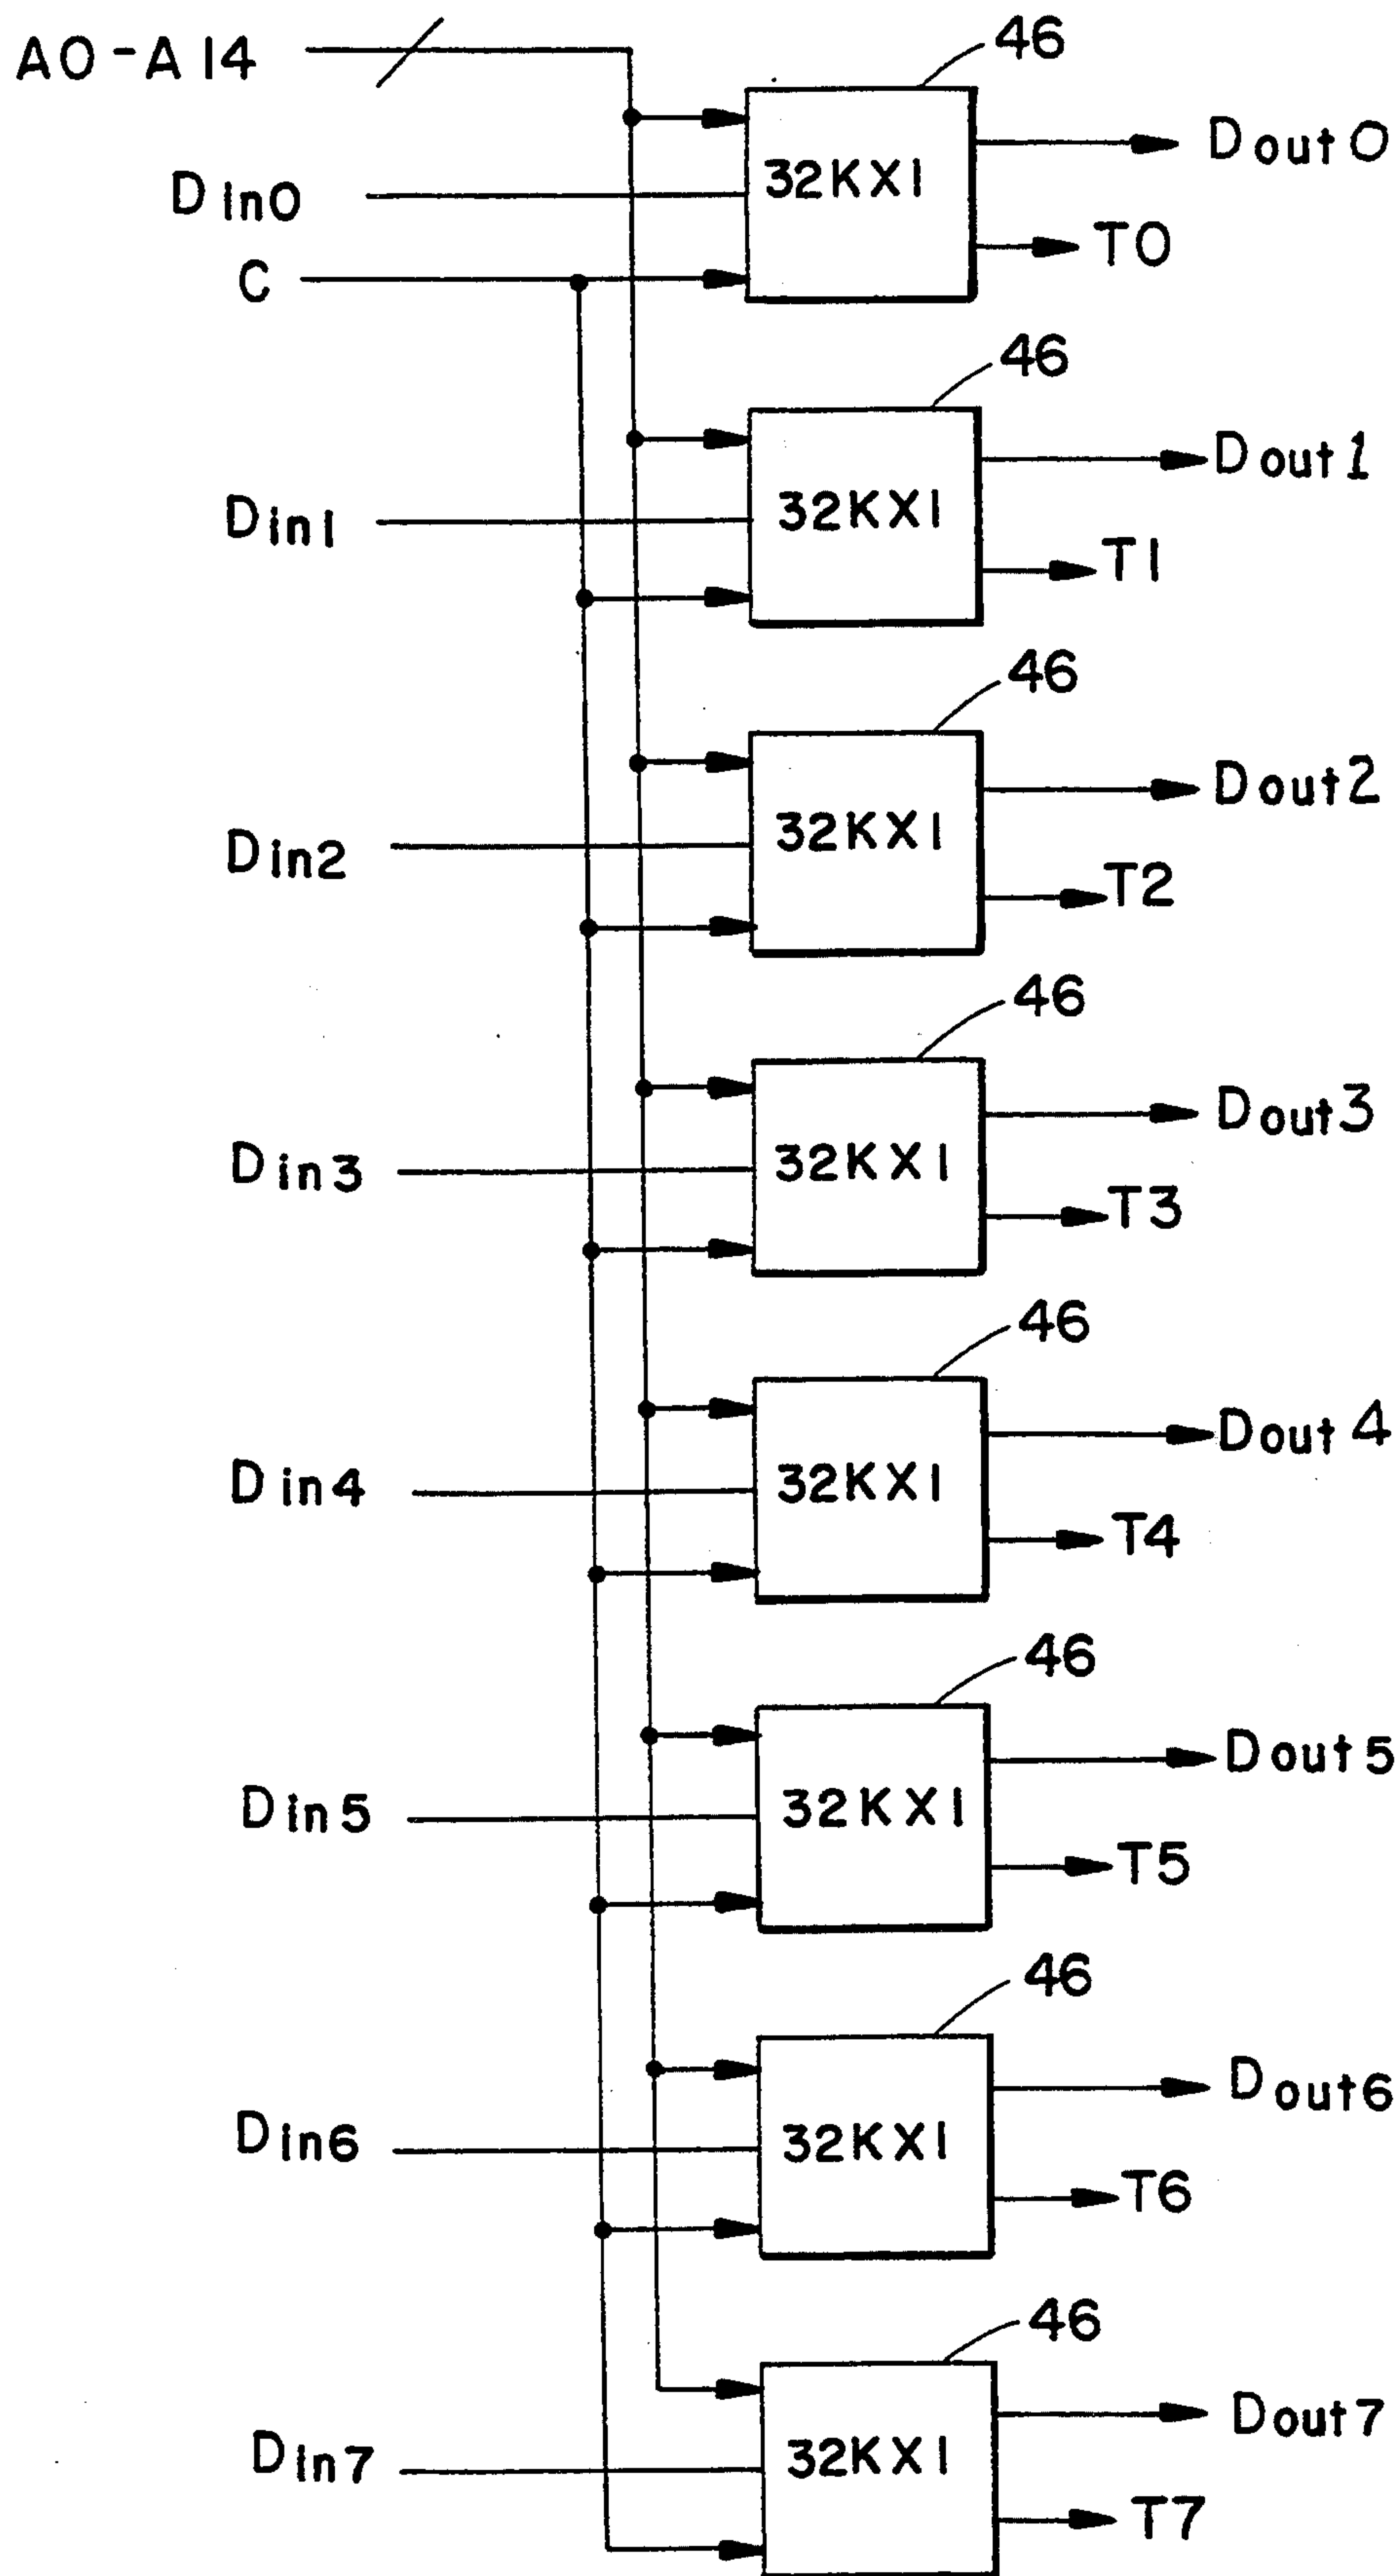 46
A0-A14
Dout0
32KX1
Din0
T0
C
46
Dout1
32KX1
Din1
T1
46
Dout2
32KX1
Din2
T2
46
Dout3
32KX1
Din3
T3
46
Dout4
32KX1
Din4
T4
46
Dout5
32KX1
Din5
T5
46
Dout6
32KX1
Din6
T6
46
Dout7
32KX1
Din7
T7